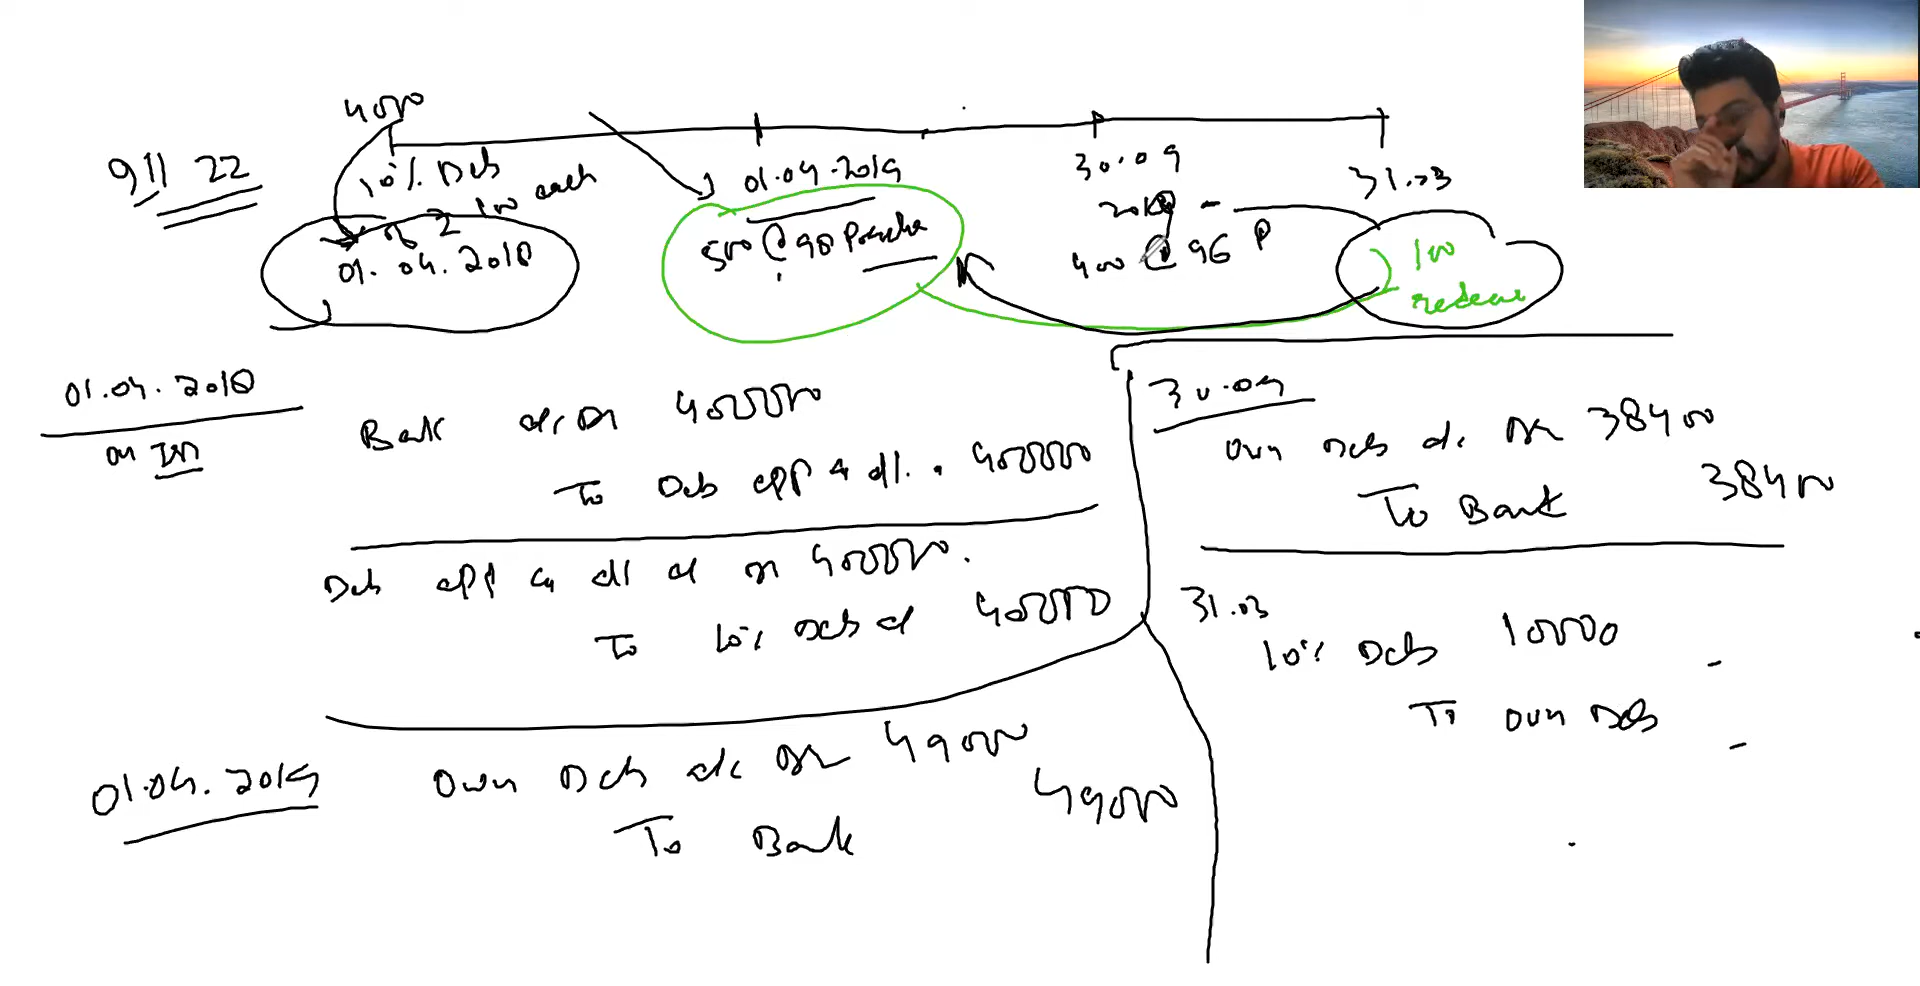 4000
Qll 22
10% Deb
100 each
01.04.2018
01.04.2019
500 @ 98 Purchase
30.09
400 @ 96 P
31.03
100
redeem
01.04.2018
on
Bank a/c Dr 400000
To Deb app & all. 400000
Deb app & all a/c Dr 400000.
To 10% Deb a/c 400000
01.04.2019
Own Deb a/c Dr 49000
To Bank 49000
30.09
Own Deb a/c Dr 38400
To Bank 38400
31.03
10% Deb 10000 -
To Own Deb -